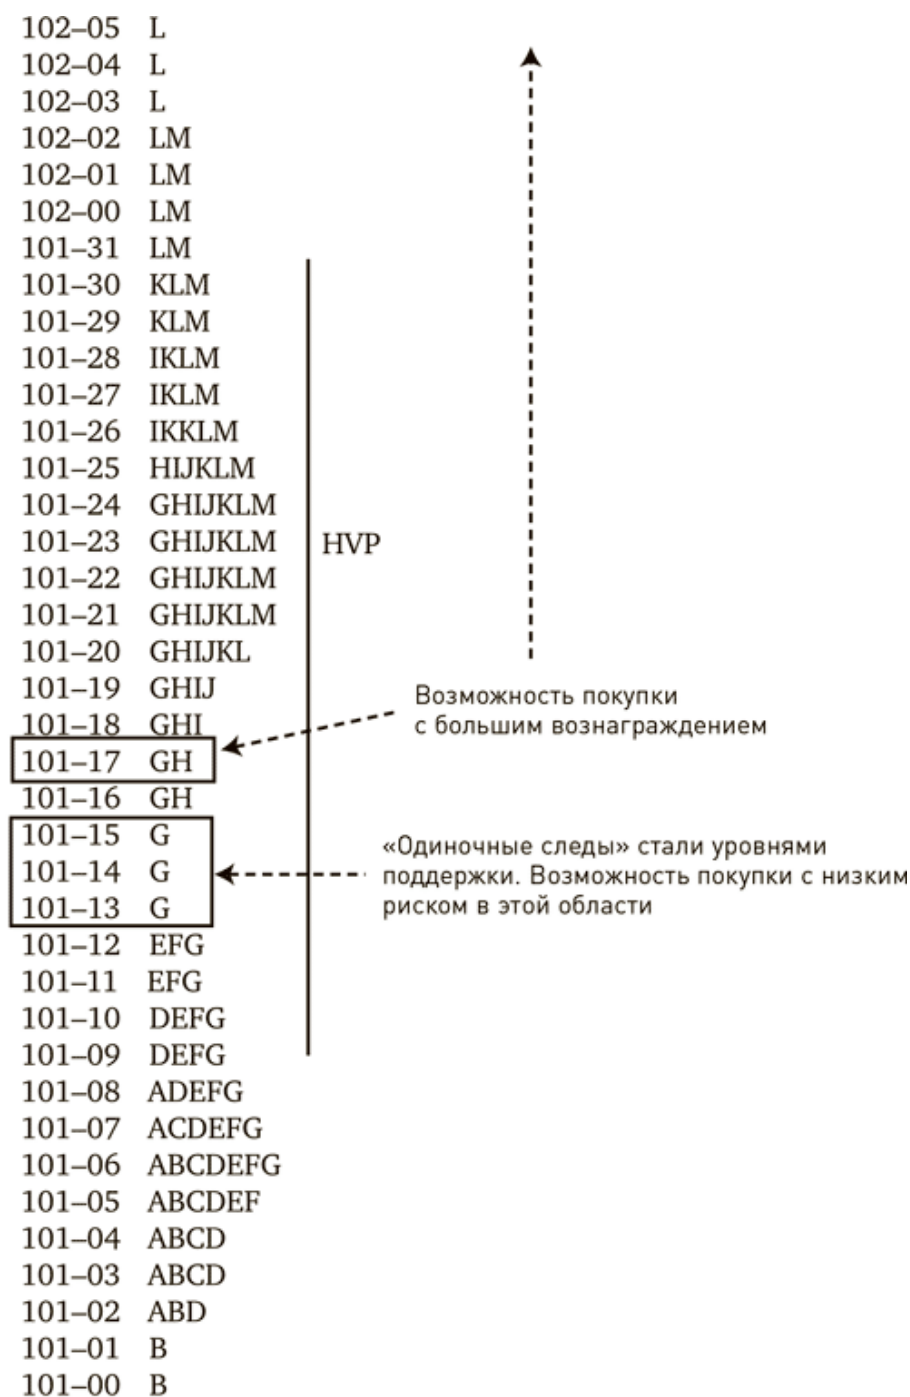 102–05 L
102–04 L
102–03 L
102–02 LM
102–01 LM
102–00 LM
101–31 LM
101–30 KLM
101–29 KLM
101–28 IKLM
101–27 IKLM
101–26 IKKLM
101–25 HIJKLM
101–24 GHIJKLM
101–23 GHIJKLM HVP
101–22 GHIJKLM
101–21 GHIJKLM
101–20 GHIJKL
101–19 GHIJ
Возможность покупки
с большим вознаграждением
101–18 GHI
101–17 GH
101–16 GH
101–15 G
«Одиночные следы» стали уровнями
101–14 G
поддержки. Возможность покупки с низким
101–13 G
риском в этой области
101–12 EFG
101–11 EFG
101–10 DEFG
101–09 DEFG
101–08 ADEFG
101–07 ACDEFG
101–06 ABCDEFG
101–05 ABCDEF
101–04 ABCD
101–03 ABCD
101–02 ABD
101–01 B
101–00 B